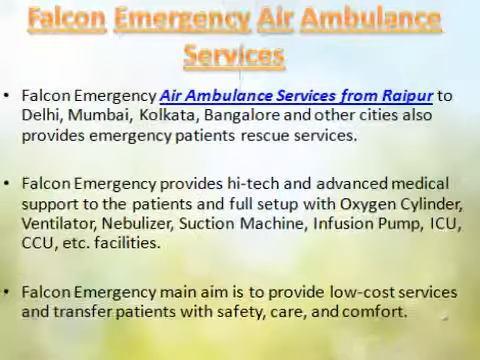 Falcon Emergency Air Ambulance
Services
• Falcon Emergency Air Ambulance Services from Raipur to
Delhi, Mumbai, Kolkata, Bangalore and other cities also
provides emergency patients rescue services.
• Falcon Emergency provides hi-tech and advanced medical
support to the patients and full setup with Oxygen Cylinder,
Ventilator, Nebulizer, Suction Machine, Infusion Pump, ICU,
CCU, etc. facilities.
• Falcon Emergency main aim is to provide low-cost services
and transfer patients with safety, care, and comfort.